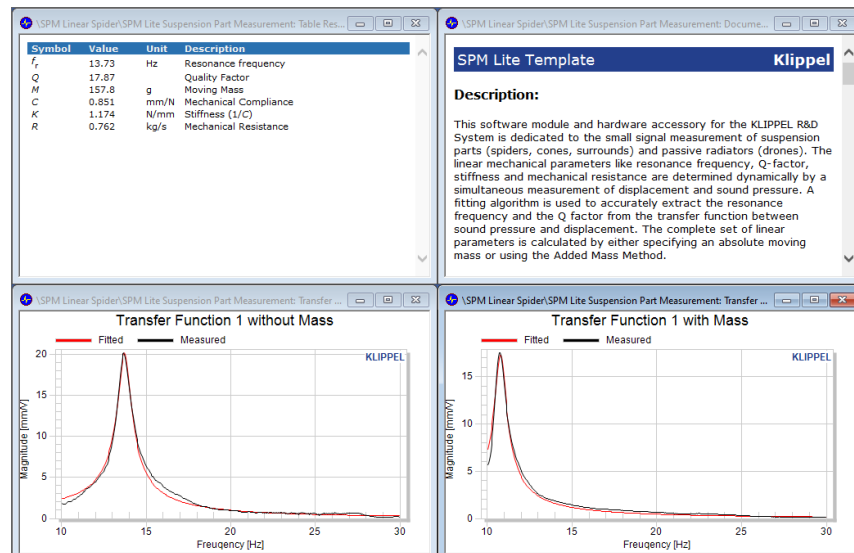 \SPM Linear Spider\SPM Lite Suspension Part Measurement: Table Res...
Symbol Value Unit Description
fr 13.73 Hz Resonance frequency
Q 17.87 Quality Factor
M 157.8 g Moving Mass
C 0.851 mm/N Mechanical Compliance
K 1.174 N/mm Stiffness (1/C)
R 0.762 kg/s Mechanical Resistance
\SPM Linear Spider\SPM Lite Suspension Part Measurement: Docume...
SPM Lite Template Klippel
Description:
This software module and hardware accessory for the KLIPPEL R&D
System is dedicated to the small signal measurement of suspension
parts (spiders, cones, surrounds) and passive radiators (drones). The
linear mechanical parameters like resonance frequency, Q-factor,
stiffness and mechanical resistance are determined dynamically by a
simultaneous measurement of displacement and sound pressure. A
fitting algorithm is used to accurately extract the resonance
frequency and the Q factor from the transfer function between
sound pressure and displacement. The complete set of linear
parameters is calculated by either specifying an absolute moving
mass or using the Added Mass Method.
\SPM Linear Spider\SPM Lite Suspension Part Measurement: Transfer ...
Transfer Function 1 without Mass
Fitted Measured
KLIPPEL
Magnitude [mm/V]
20
15
10
5
0
10 15 20 25 30
Freuqency [Hz]
\SPM Linear Spider\SPM Lite Suspension Part Measurement: Transfer ...
Transfer Function 1 with Mass
Fitted Measured
KLIPPEL
Magnitude [mm/V]
15
10
5
0
10 15 20 25 30
Freuqency [Hz]